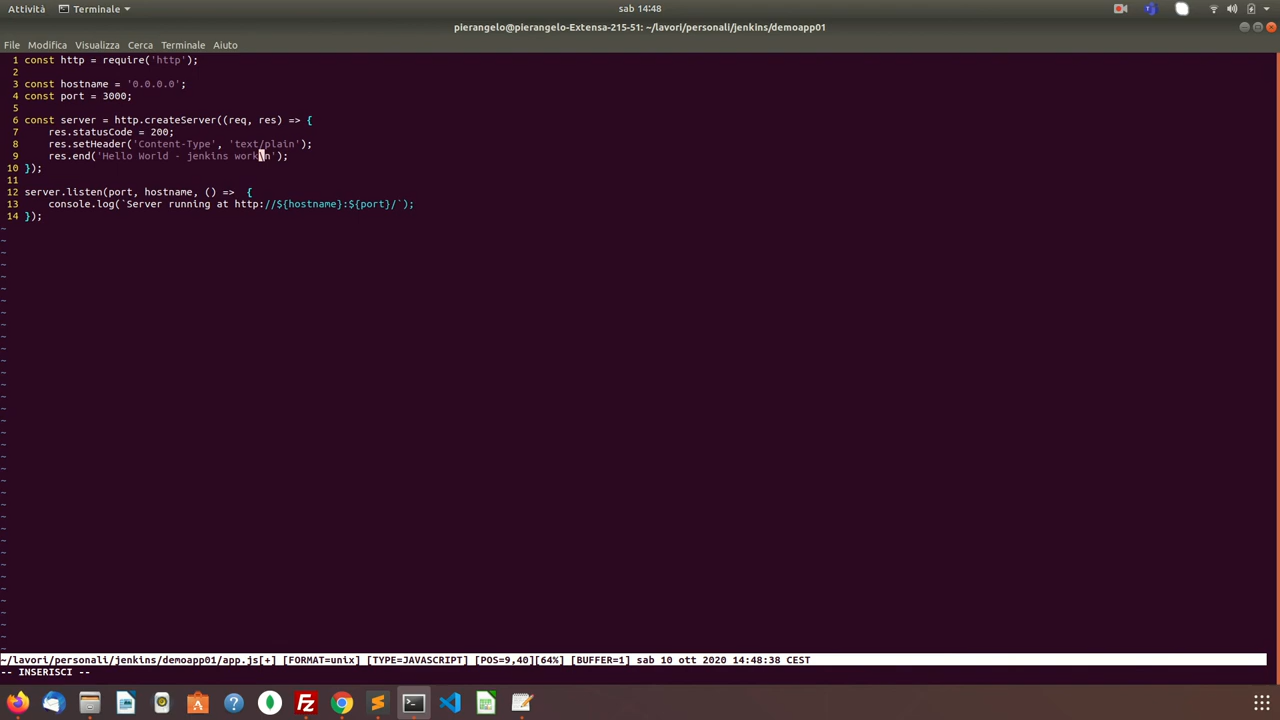 Attività
Terminale
sab 14:48
pierangelo@pierangelo-Extensa-215-51: ~/lavori/personali/jenkins/demoapp01
File Modifica Visualizza Cerca Terminale Aiuto
1 const http = require('http');
2
3 const hostname = '0.0.0.0';
4 const port = 3000;
5
6 const server = http.createServer((req, res) => {
7     res.statusCode = 200;
8     res.setHeader('Content-Type', 'text/plain');
9     res.end('Hello World - jenkins work\n');
10 });
11
12 server.listen(port, hostname, () =>  {
13     console.log(`Server running at http://${hostname}:${port}/`);
14 });
~/lavori/personali/jenkins/demoapp01/app.js[+] [FORMAT=unix] [TYPE=JAVASCRIPT] [POS=9,40][64%] [BUFFER=1] sab 10 ott 2020 14:48:38 CEST
-- INSERISCI --